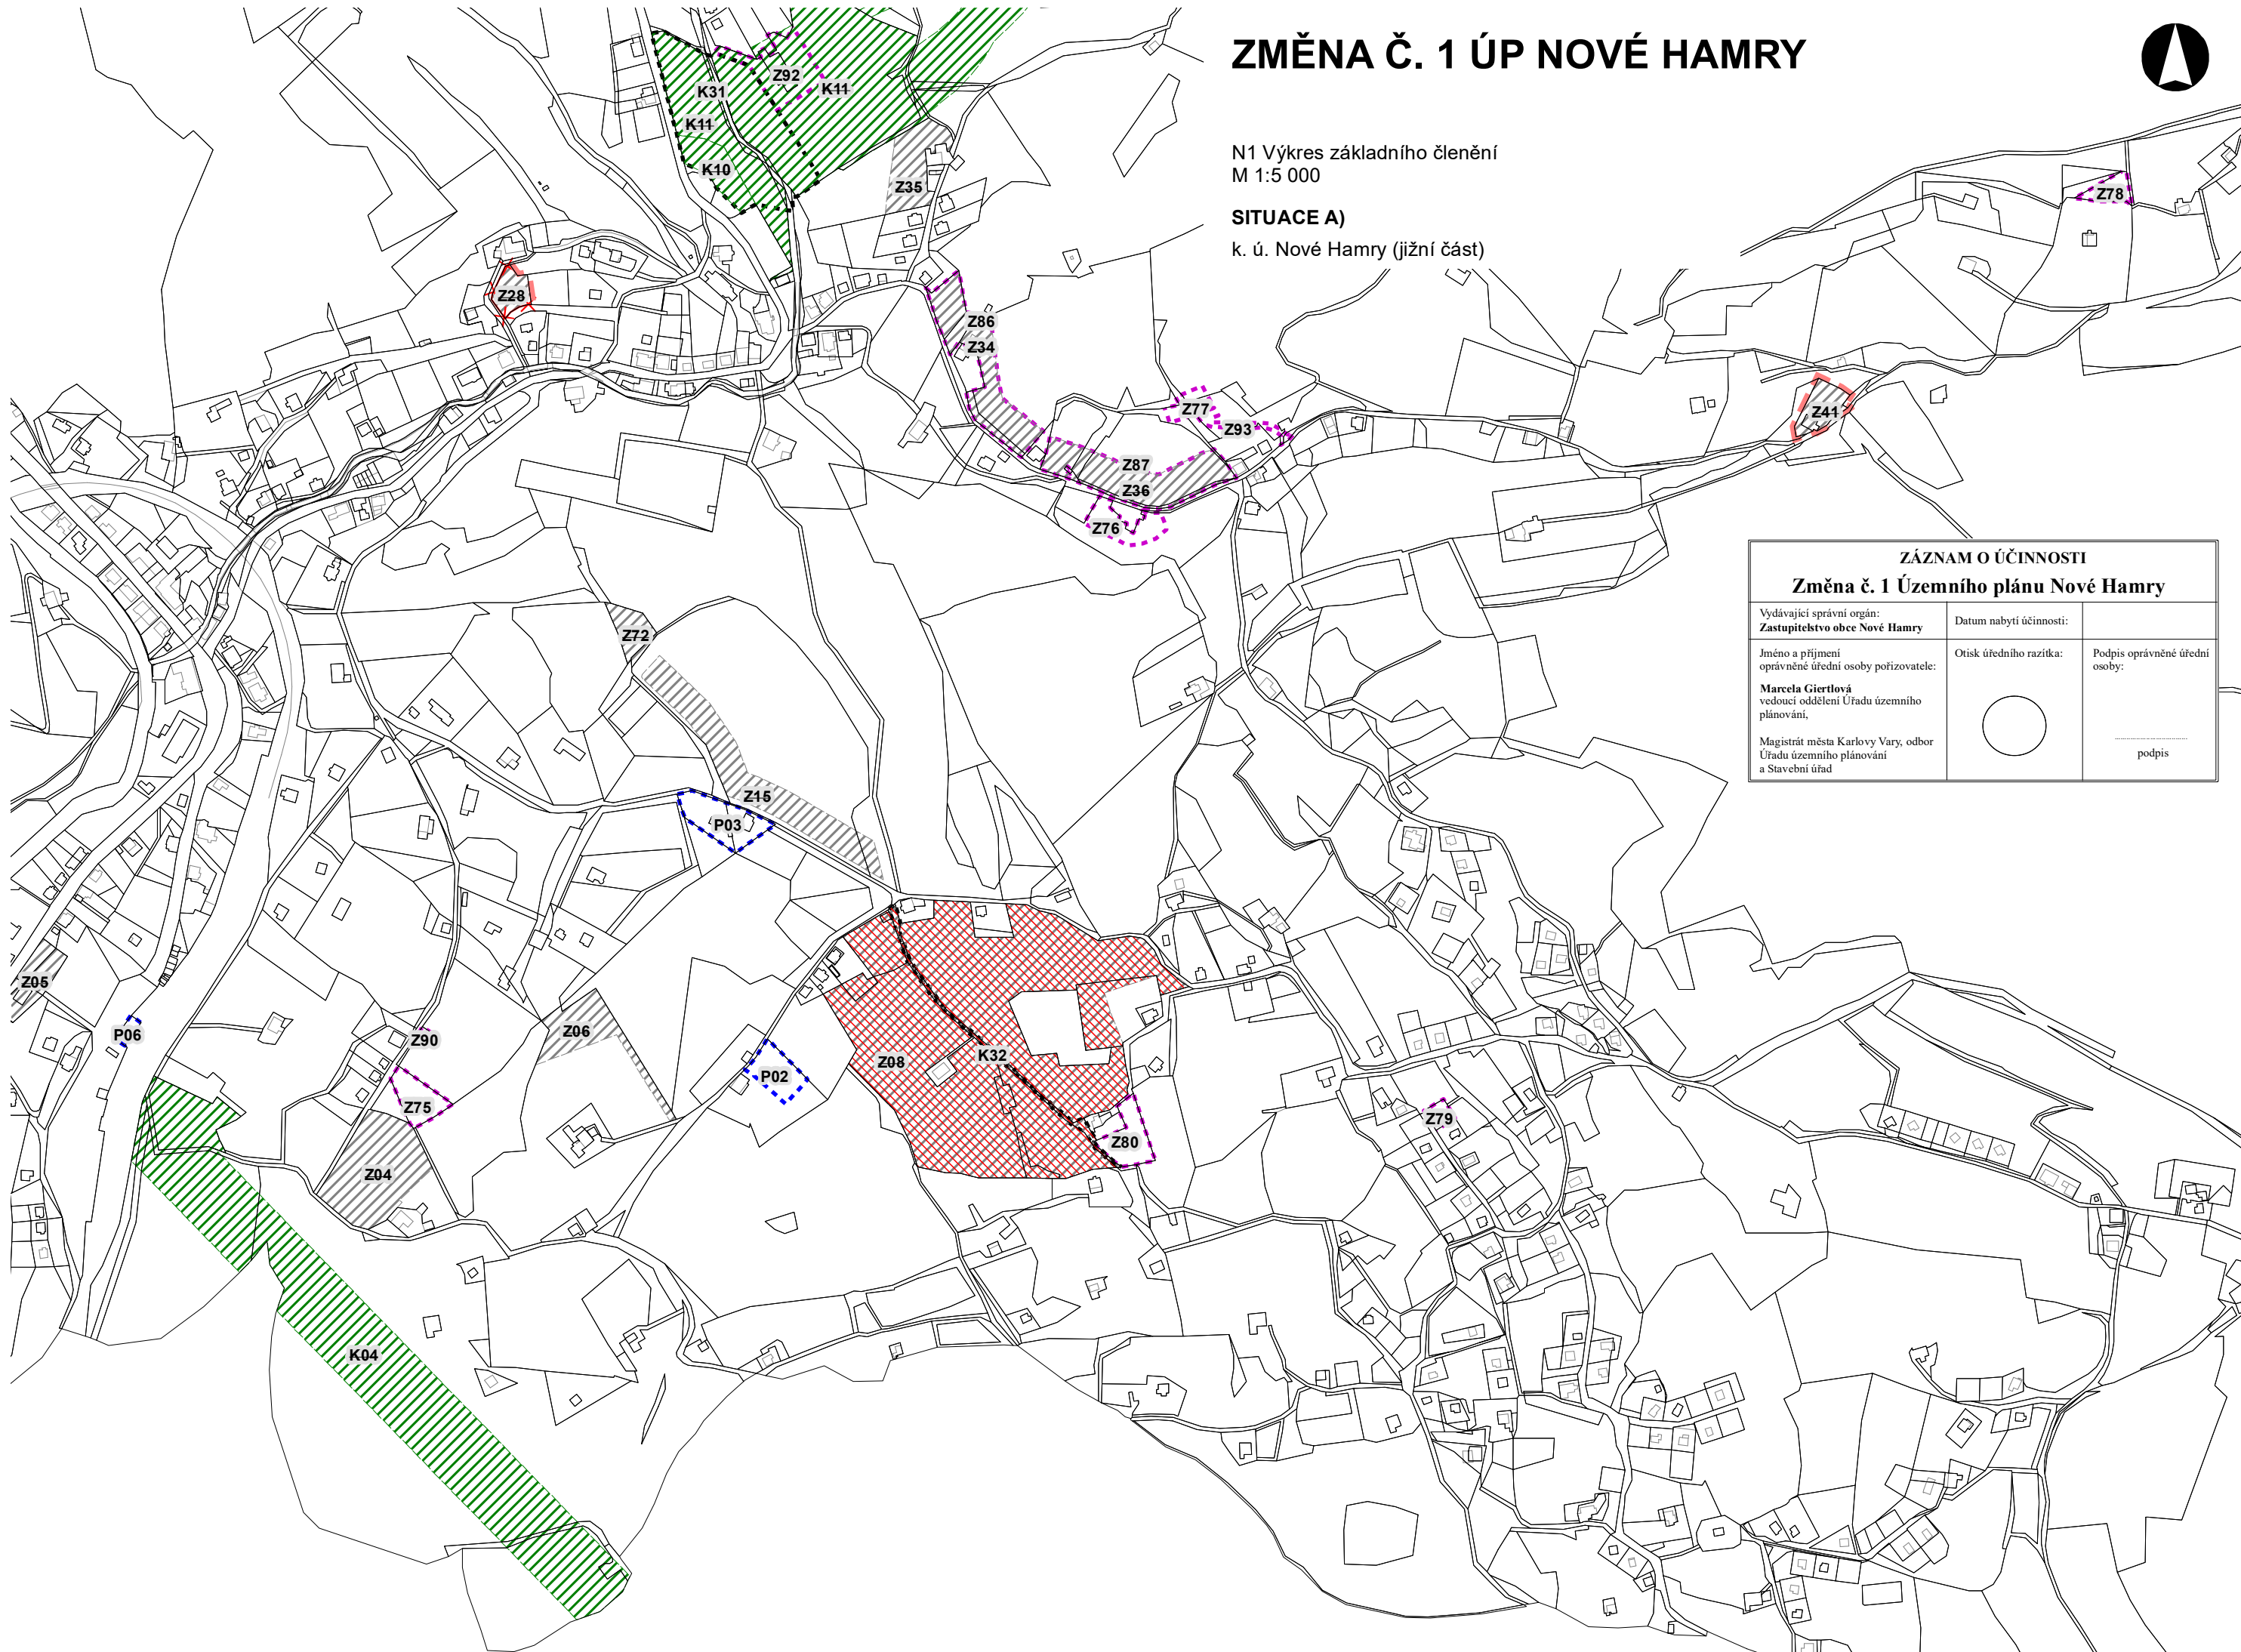 ZMĚNA Č. 1 ÚP NOVÉ HAMRY
N1 Výkres základního členění
M 1:5 000
SITUACE A)
k. ú. Nové Hamry (jižní část)
Z92
K31
K11
K11
K10
Z35
Z78
Z28
Z86
Z34
Z77
Z41
Z93
Z87
Z36
Z76
ZÁZNAM O ÚČINNOSTI
Změna č. 1 Územního plánu Nové Hamry
Vydávající správní orgán:
Zastupitelstvo obce Nové Hamry
Datum nabytí účinnosti:
Jméno a příjmení
oprávněné úřední osoby pořizovatele:
Marcela Giertlová
vedoucí oddělení Úřadu územního
plánování,
Magistrát města Karlovy Vary, odbor
Úřadu územního plánování
a Stavební úřad
Otisk úředního razítka:
Podpis oprávněné úřední
osoby:
podpis
Z72
Z15
P03
Z05
P06
Z90
Z06
Z08
K32
P02
Z75
Z79
Z80
Z04
K04